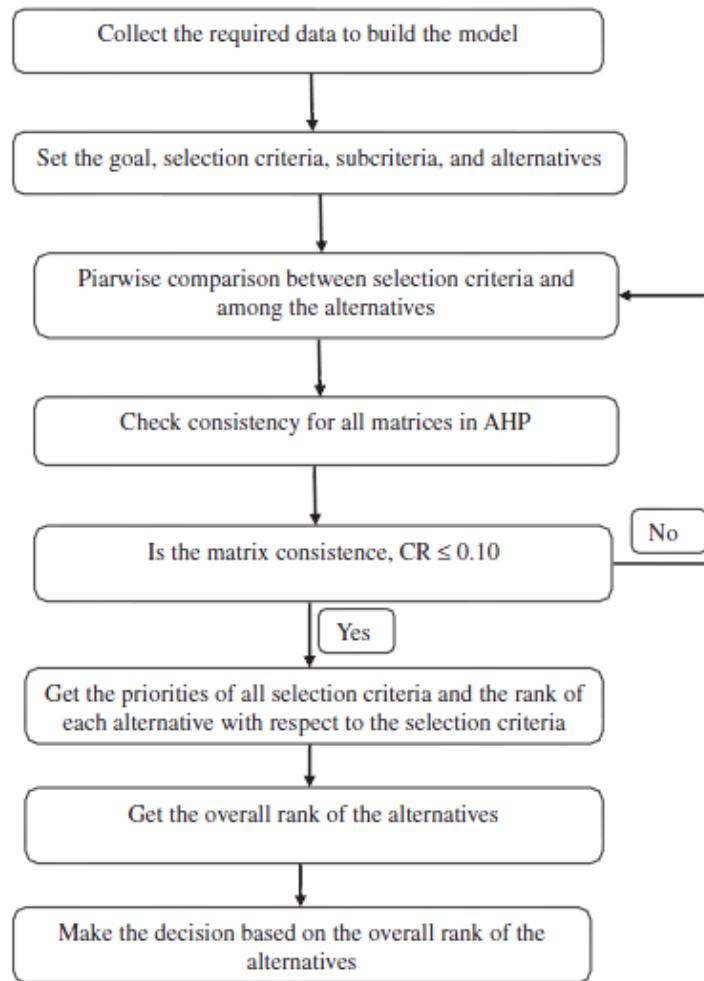 Collect the required data to build the model
Set the goal, selection criteria, subcriteria, and alternatives
Piarwise comparison between selection criteria and
among the alternatives
Check consistency for all matrices in AHP
Is the matrix consistence, CR ≤ 0.10
No
Yes
Get the priorities of all selection criteria and the rank of
each alternative with respect to the selection criteria
Get the overall rank of the alternatives
Make the decision based on the overall rank of the
alternatives